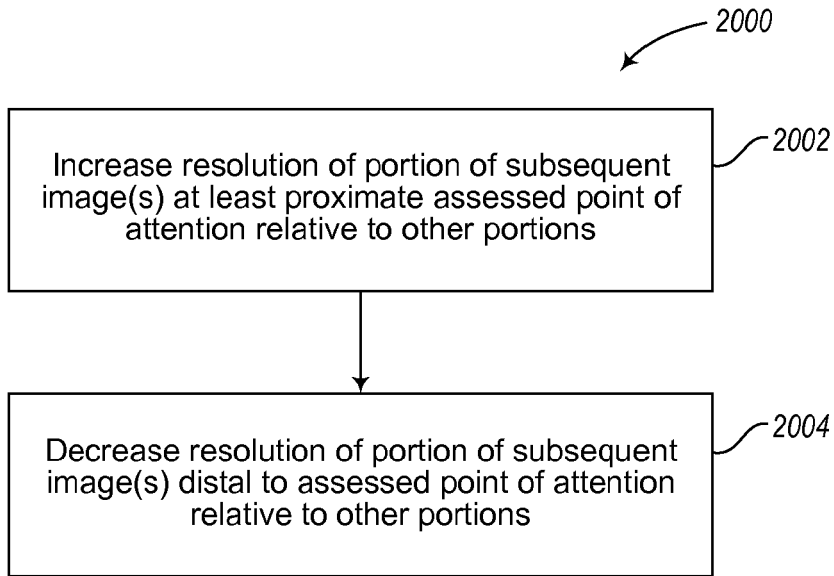 2000
2002
Increase resolution of portion of subsequent
image(s) at least proximate assessed point of
attention relative to other portions
2004
Decrease resolution of portion of subsequent
image(s) distal to assessed point of attention
relative to other portions